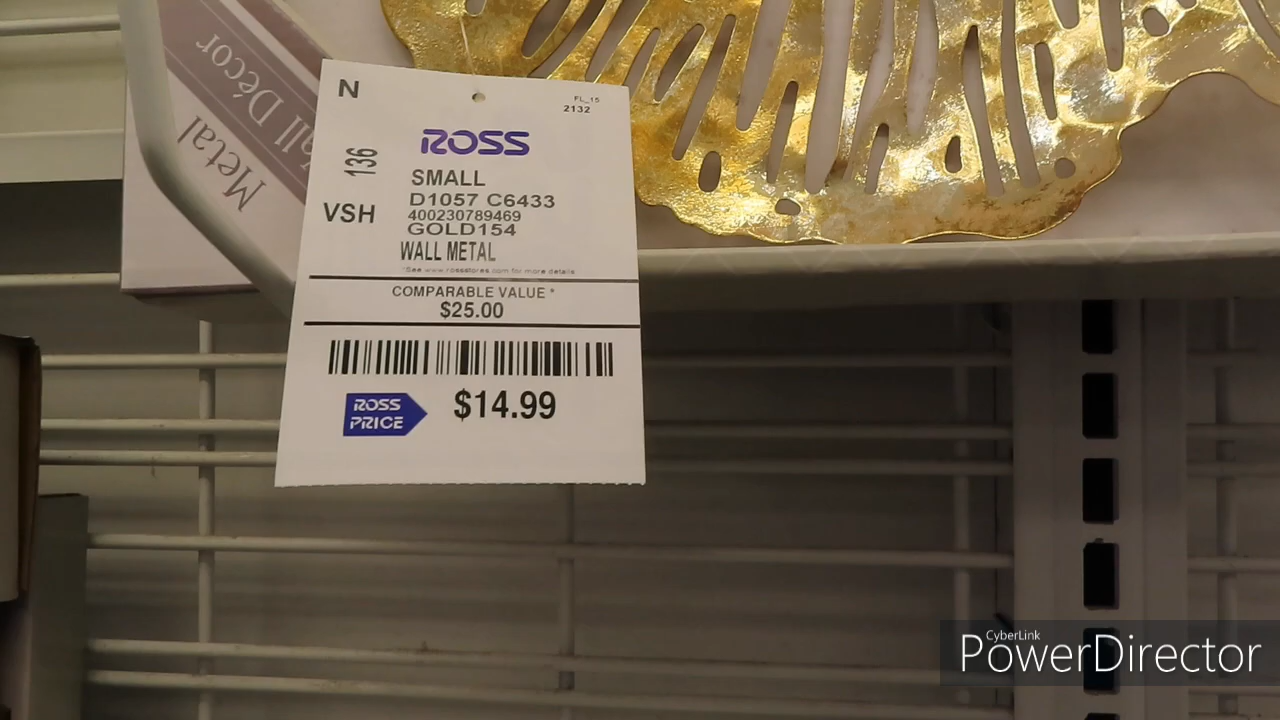 Metal
Wall Décor
N
FL_15
2132
ROSS
136
SMALL
VSH
D1057 C6433
400230789469
GOLD154
WALL METAL
*See www.rossstores.com for more details
COMPARABLE VALUE *
$25.00
ROSS
PRICE
$14.99
CyberLink
PowerDirector